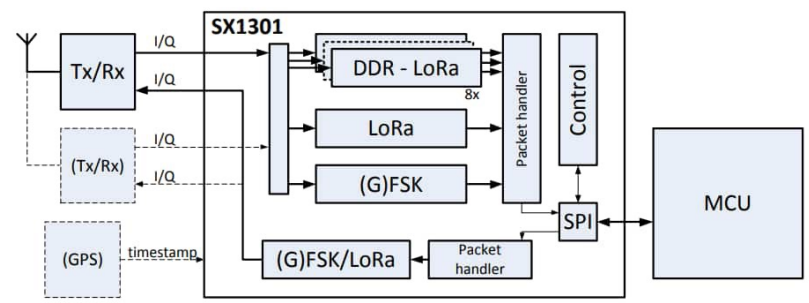 SX1301
I/Q
Tx/Rx
I/Q
DDR - LoRa
8x
Packet handler
Control
I/Q
LoRa
(Tx/Rx)
I/Q
(G)FSK
MCU
SPI
(GPS)
timestamp
(G)FSK/LoRa
Packet
handler